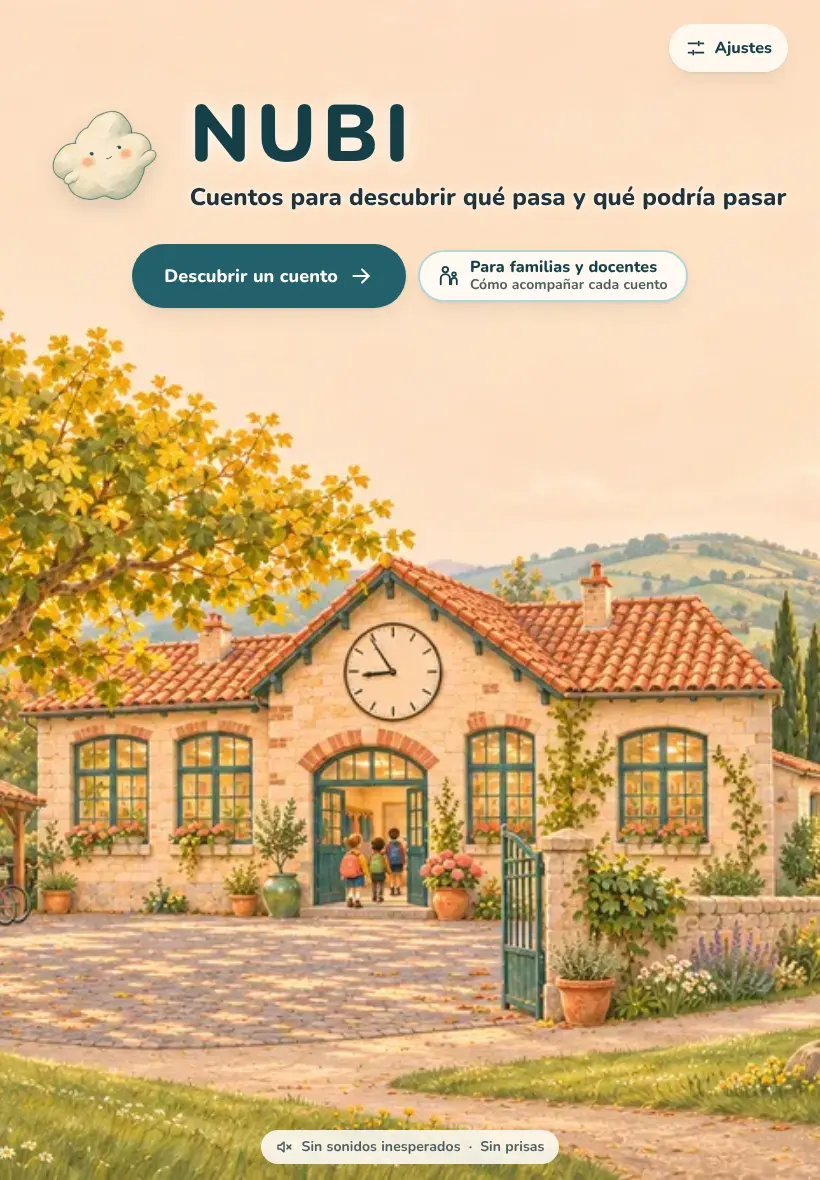 Ajustes
NUBI
Cuentos para descubrir qué pasa y qué podría pasar
Descubrir un cuento
Para familias y docentes
Cómo acompañar cada cuento
Sin sonidos inesperados · Sin prisas